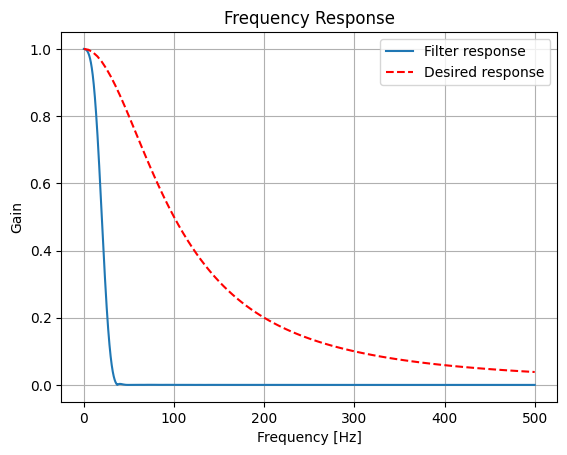 Frequency Response
Filter response
Desired response
Gain
1.0
0.8
0.6
0.4
0.2
0.0
0 100 200 300 400 500
Frequency [Hz]